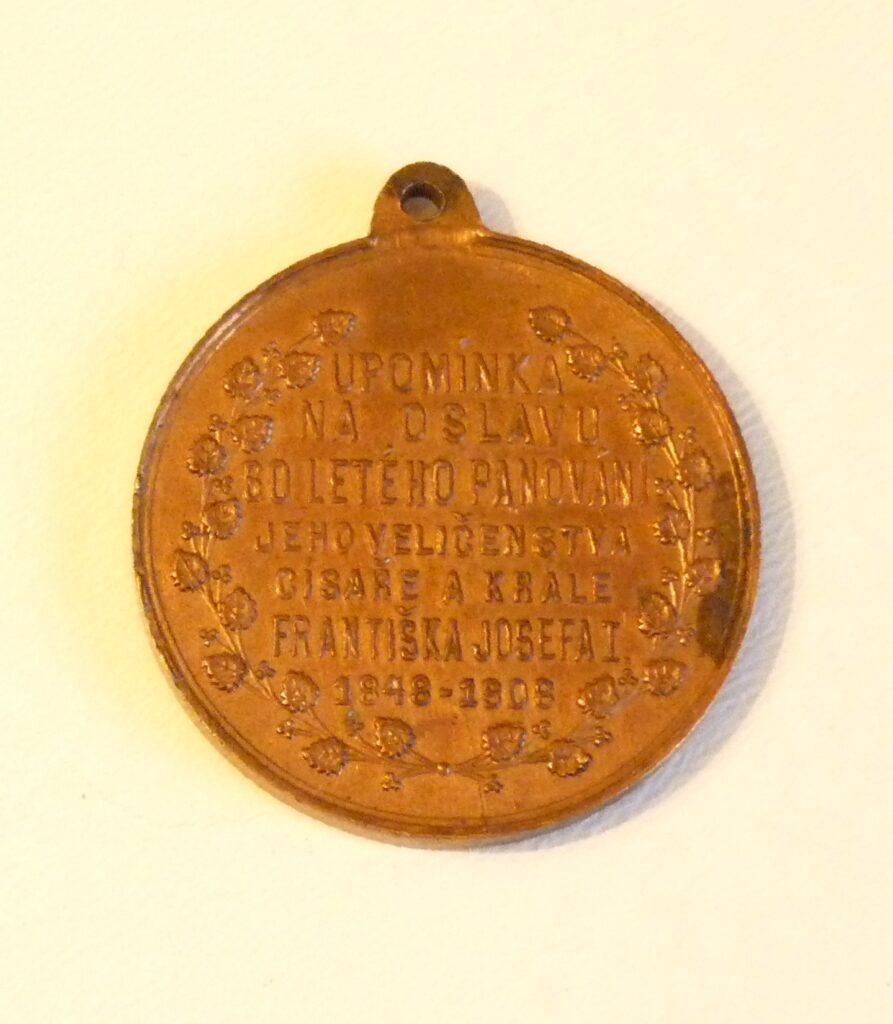 UPOMÍNKA
NA OSLAVU
60 LETÉHO PANOVÁNÍ
JEHO VELIČENSTVA
CÍSAŘE A KRÁLE
FRANTIŠKA JOSEFA I.
1848-1908